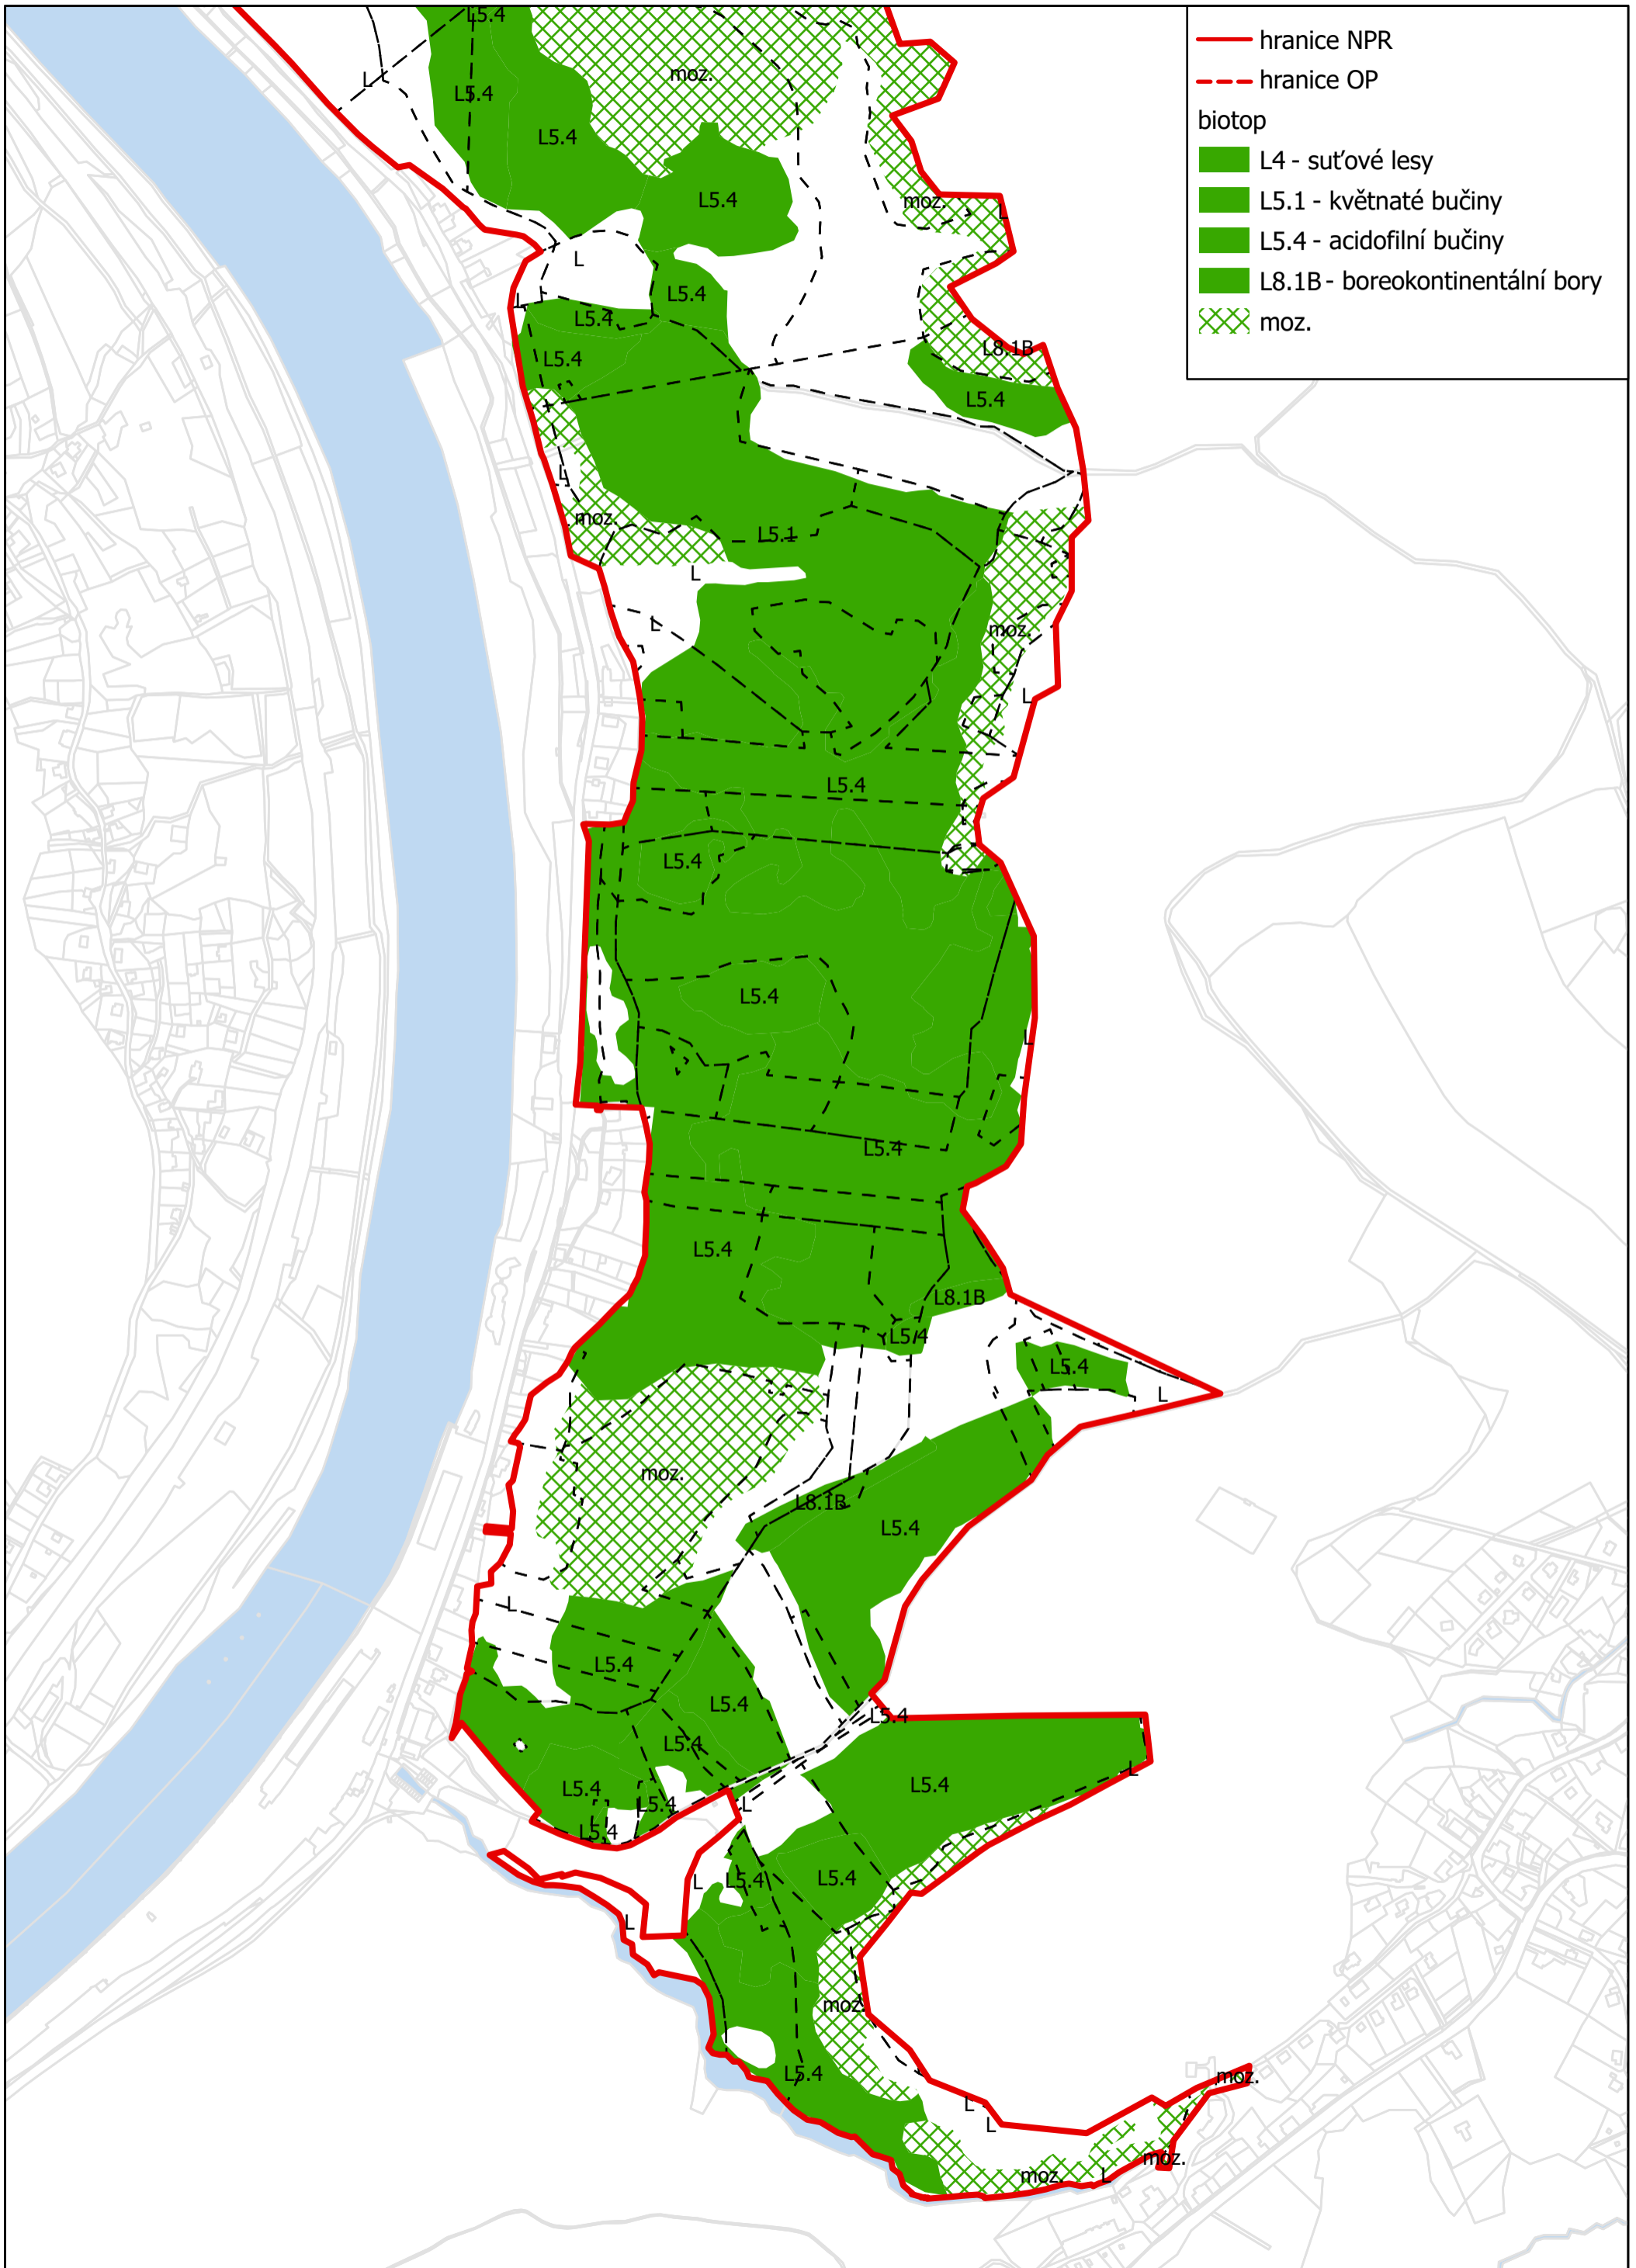 hranice NPR
hranice OP
biotop
L4 - suťové lesy
L5.1 - květnaté bučiny
L5.4 - acidofilní bučiny
L8.1B - boreokontinentální bory
moz.
L5.4
moz.
L
L5.4
L5.4
L5.4
moz.
L
L
L5.4
L
L5.4
L8.1B
L5.4
L5.4
L
moz.
L5.1
L
L
moz.
L
L5.4
L5.4
L5.4
L
L5.4
L5.4
L8.1B
L5.4
L5.4
L
moz.
L8.1B
L5.4
L
L5.4
L5.4
L5.4
L5.4
L
L5.4
L5.4
L5.4
L
L5.4
L5.4
L5.4
L
L
moz.
L5.4
moz.
L
L
moz.
moz.
L